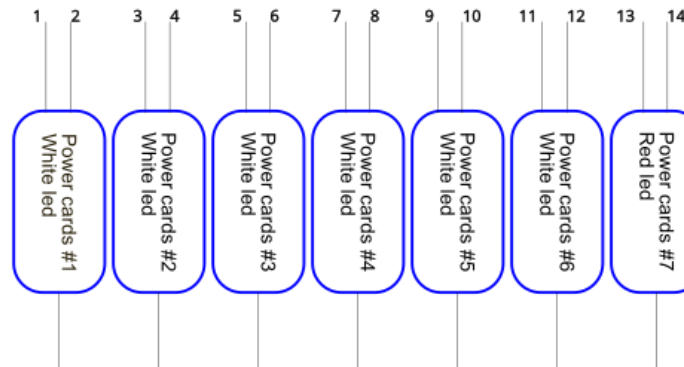 1 2 3 4 5 6 7 8 9 10 11 12 13 14
Power cards #1
White led
Power cards #2
White led
Power cards #3
White led
Power cards #4
White led
Power cards #5
White led
Power cards #6
White led
Power cards #7
Red led